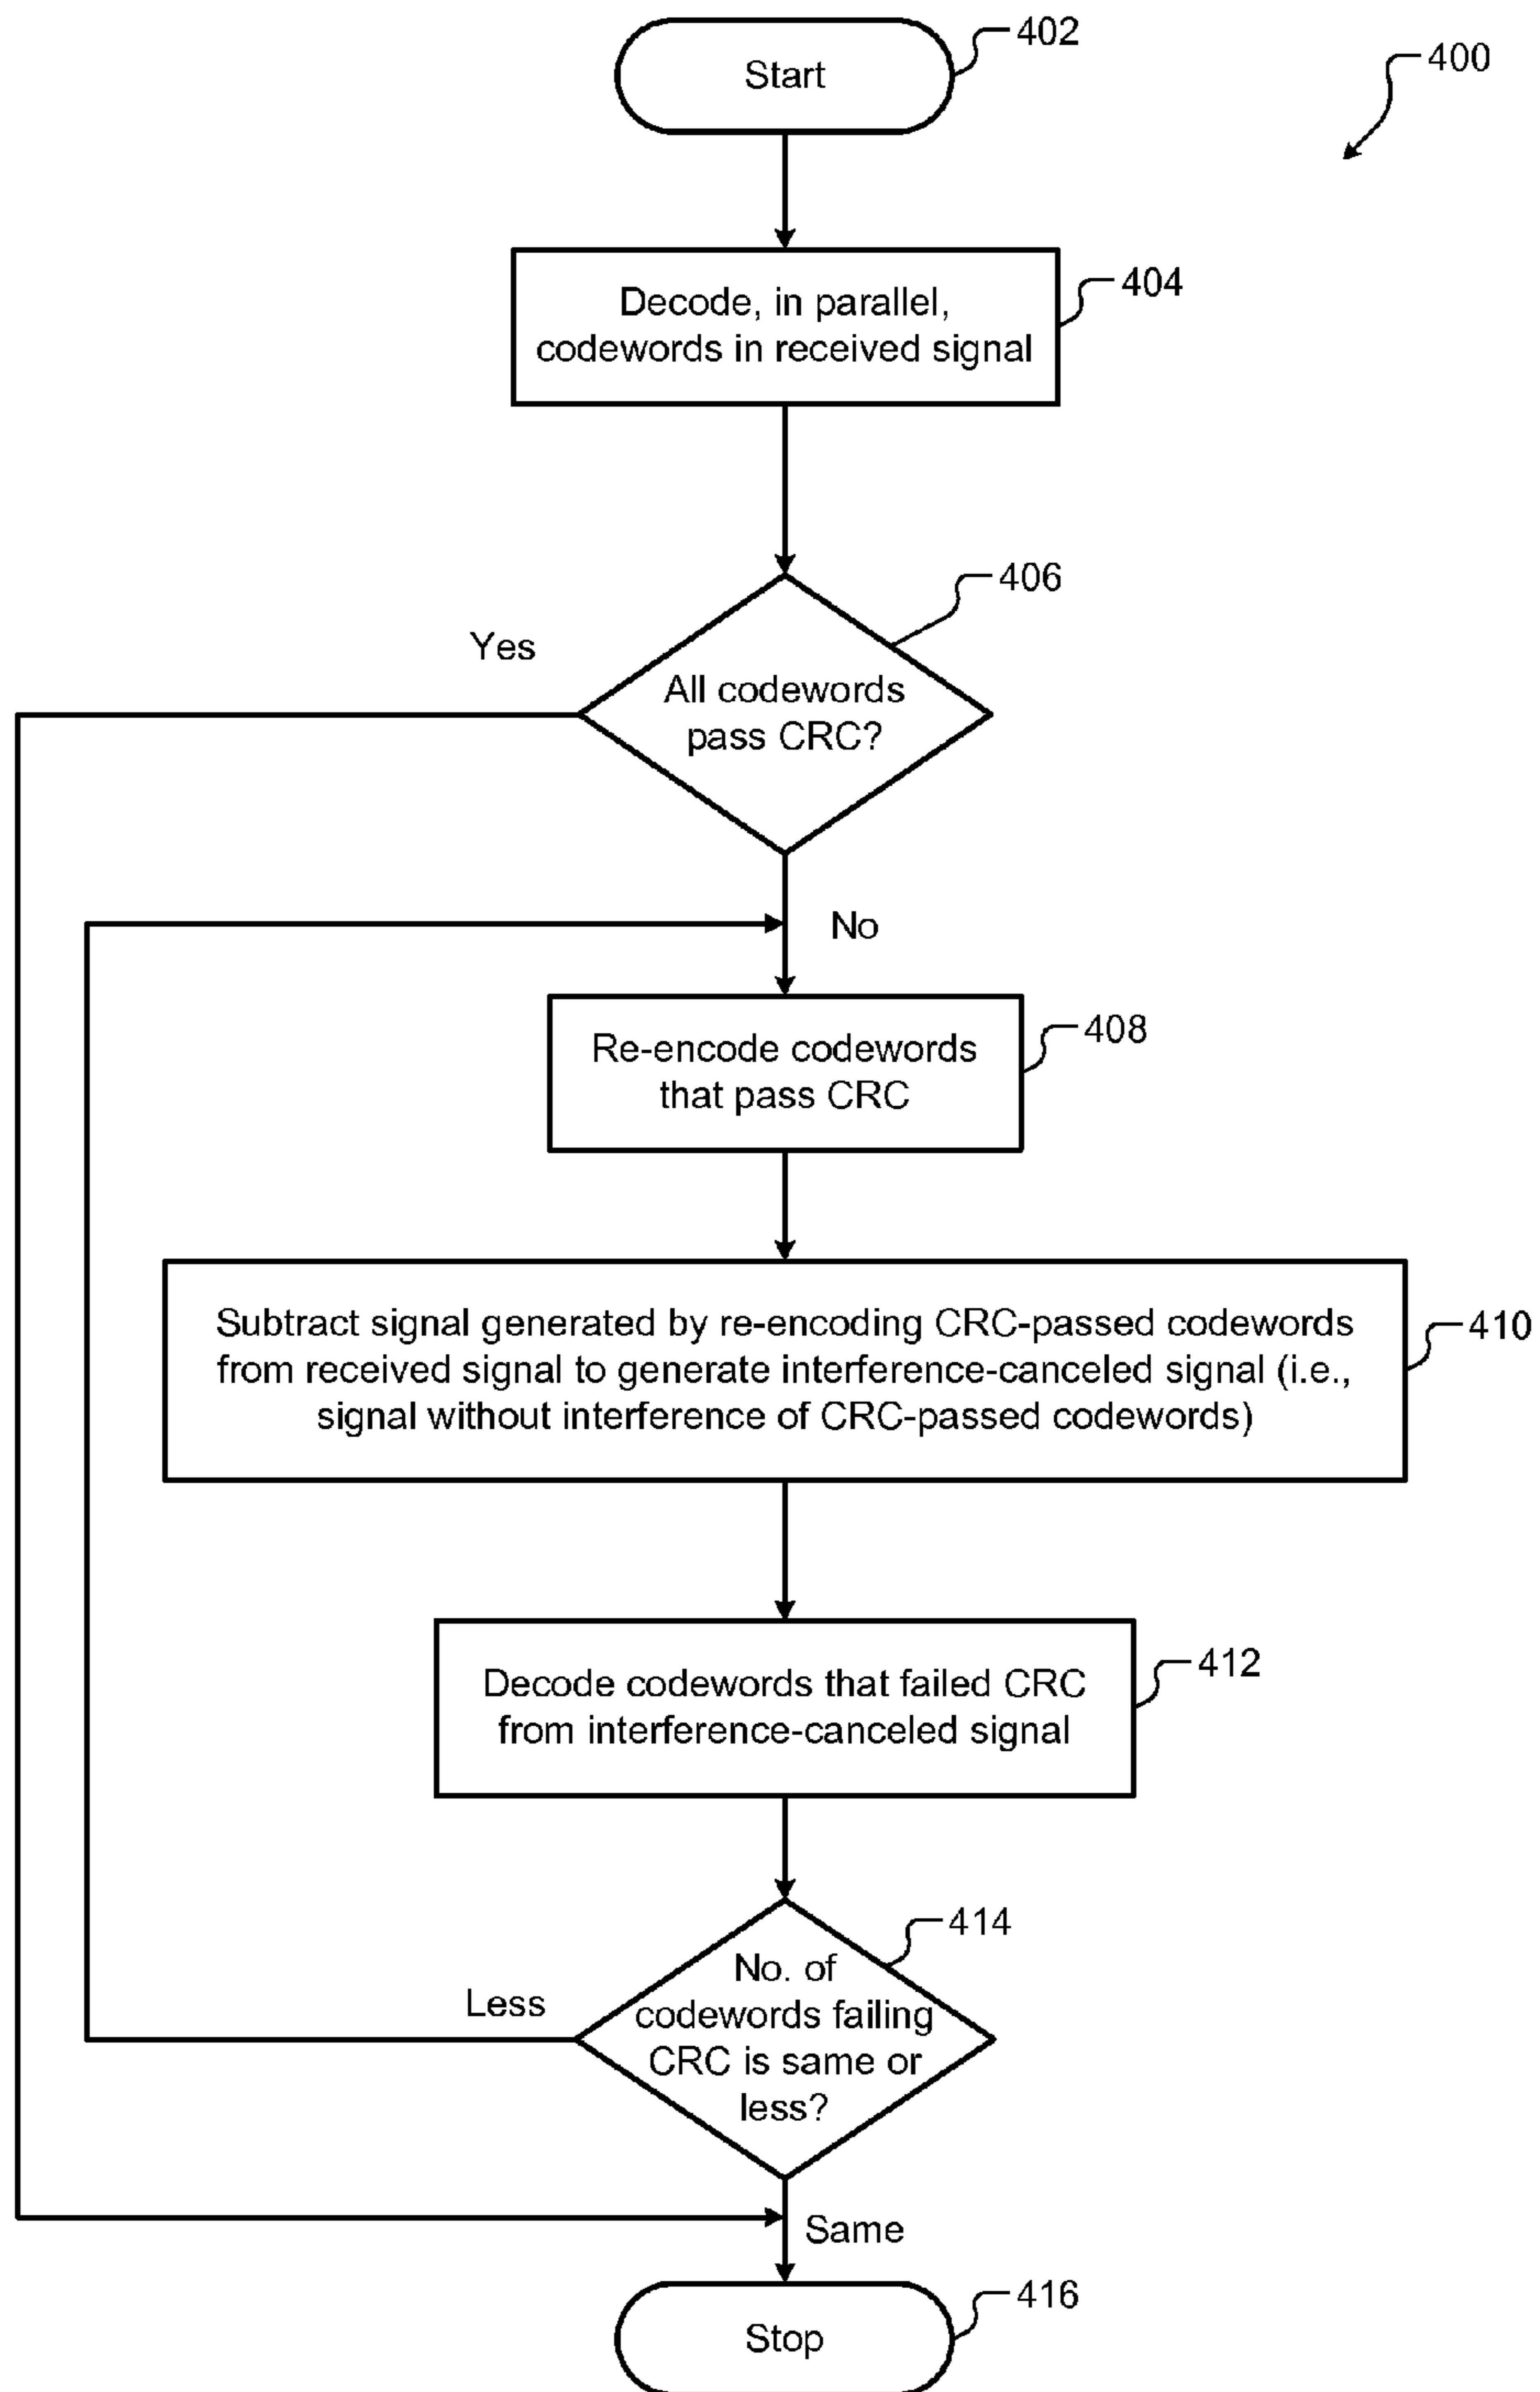 Start
402
400
Decode, in parallel,
codewords in received signal
404
406
Yes
All codewords
pass CRC?
No
Re-encode codewords
that pass CRC
408
Subtract signal generated by re-encoding CRC-passed codewords
from received signal to generate interference-canceled signal (i.e.,
signal without interference of CRC-passed codewords)
410
Decode codewords that failed CRC
from interference-canceled signal
412
414
Less
No. of
codewords failing
CRC is same or
less?
Same
Stop
416